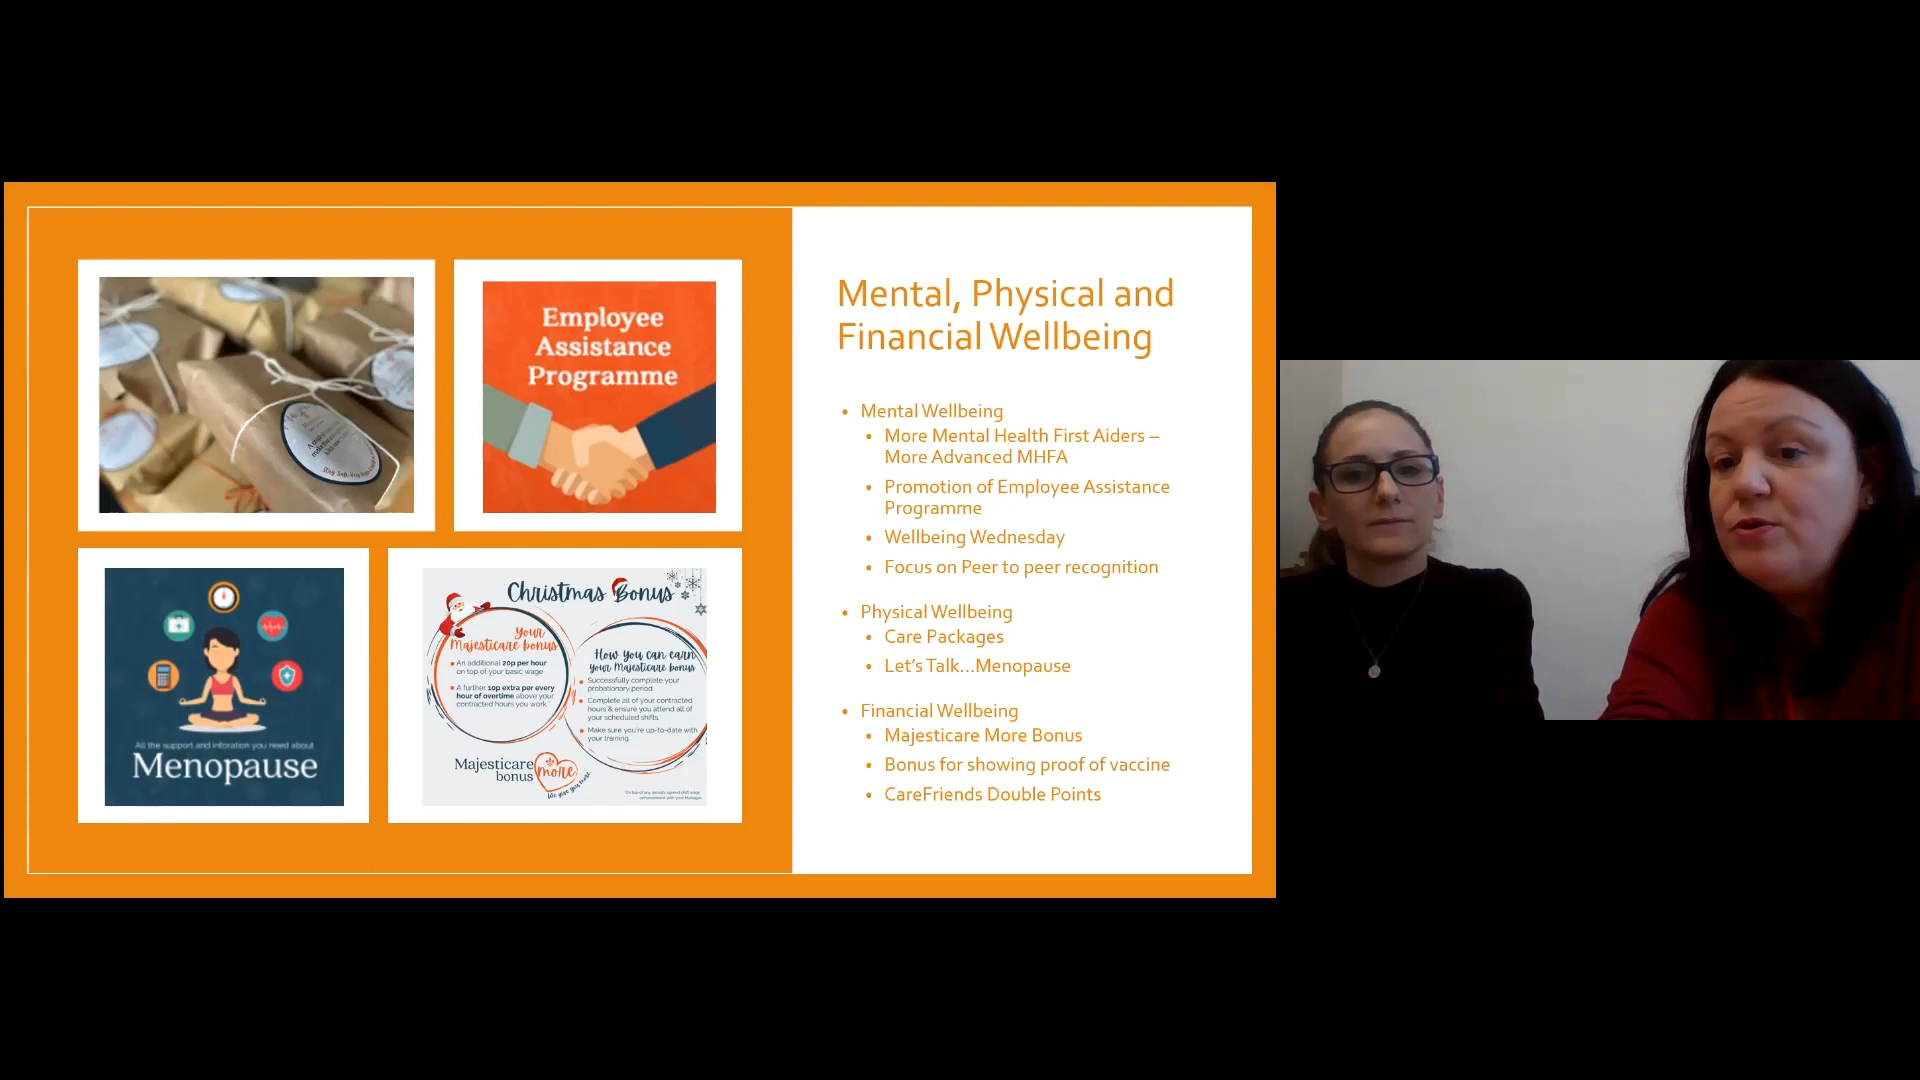 Employee
Assistance
Programme
All the support and inforation you need about
Menopause
Christmas Bonus
Your
Majesticare bonus
An additional 20p per hour
on top of your basic wage
A further 10p extra per every
hour of overtime above your
contracted hours you work*
How you can earn
your Majesticare bonus
Successfully complete your
probationary period.
Complete all of your contracted
hours & ensure you attend all of
your scheduled shifts.
Make sure you're up-to-date with
your training.
Majesticare
bonus
more
We give you more
Mental, Physical and
Financial Wellbeing
• Mental Wellbeing
• More Mental Health First Aiders –
More Advanced MHFA
• Promotion of Employee Assistance
Programme
• Wellbeing Wednesday
• Focus on Peer to peer recognition
• Physical Wellbeing
• Care Packages
• Let's Talk...Menopause
• Financial Wellbeing
• Majesticare More Bonus
• Bonus for showing proof of vaccine
• CareFriends Double Points